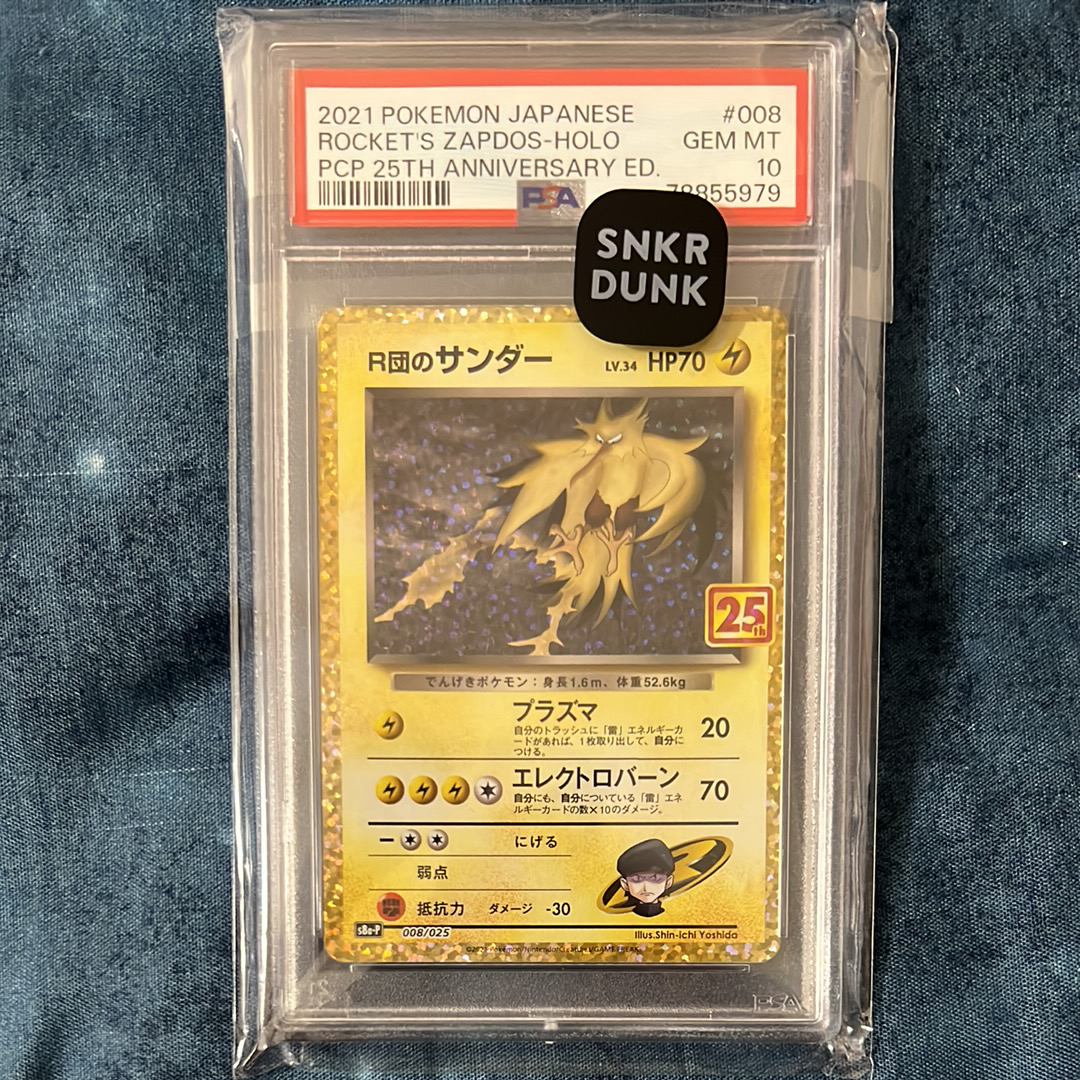 2021 POKEMON JAPANESE #008
ROCKET'S ZAPDOS-HOLO GEM MT
PCP 25TH ANNIVERSARY ED. 10
PSA 78855979
SNKR
DUNK
R団のサンダー LV.34 HP70
25th
でんげきポケモン:身長1.6m、体重52.6kg
プラズマ 20
自分のトラッシュに「雷」エネルギーカ
ードがあれば、1枚取り出して、自分に
つける。
エレクトロバーン 70
自分にも、自分についている「雷」エネ
ルギーカードの数×10のダメージ。
にげる
弱点
抵抗力 ダメージ -30
s8a-P 008/025 Illus.Shin-ichi Yoshida
PSA